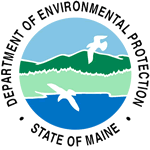 DEPARTMENT OF ENVIRONMENTAL PROTECTION
• STATE OF MAINE •